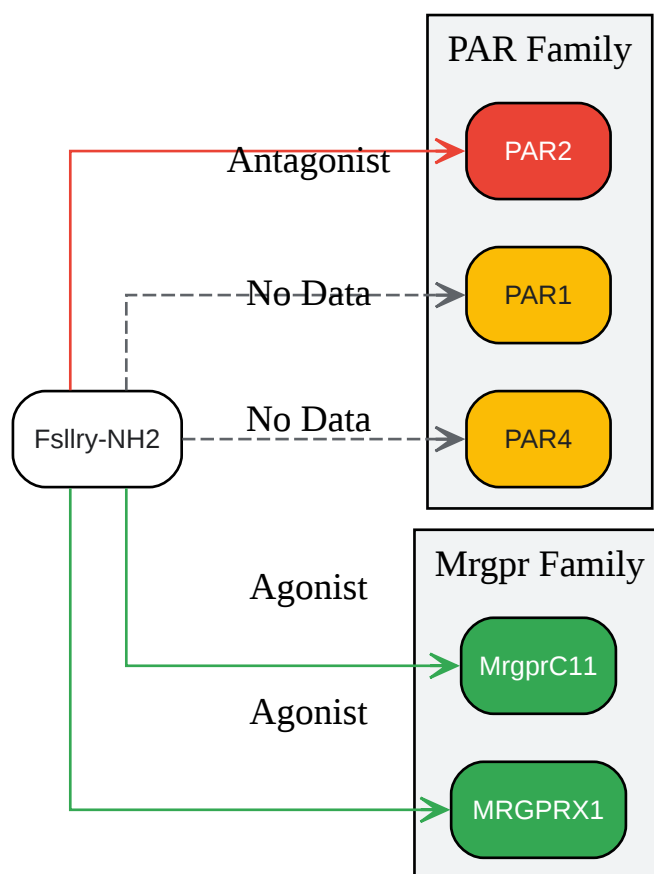 PAR Family
Antagonist
PAR2
No Data
PAR1
No Data
Fsllry-NH2
PAR4
Mrgpr Family
Agonist
MrgprC11
Agonist
MRGPRX1